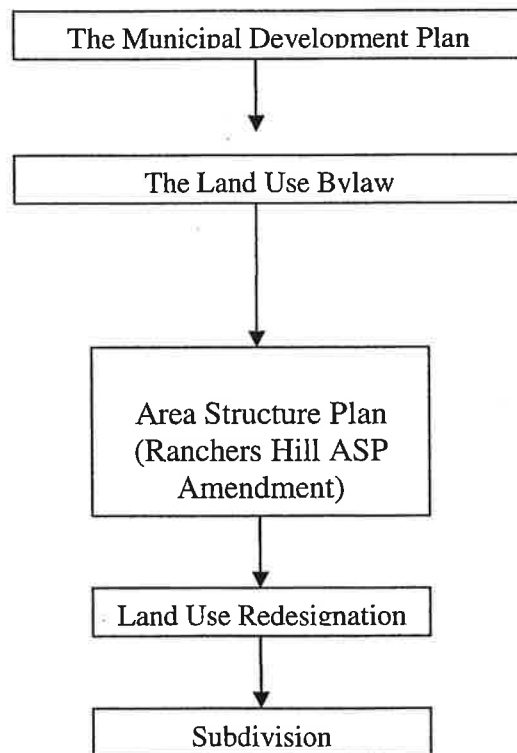 The Municipal Development Plan
The Land Use Bylaw
Area Structure Plan
(Ranchers Hill ASP
Amendment)
Land Use Redesignation
Subdivision